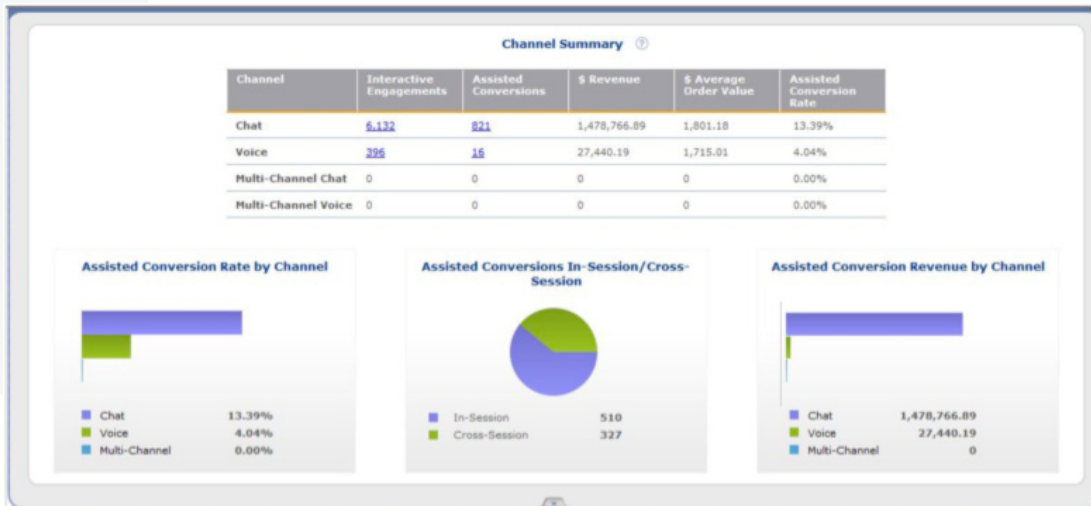 Channel Summary ?
Channel Interactive Engagements Assisted Conversions $ Revenue $ Average Order Value Assisted Conversion Rate
Chat 6,132 821 1,478,766.89 1,801.18 13.39%
Voice 396 16 27,440.19 1,715.01 4.04%
Multi-Channel Chat 0 0 0 0 0.00%
Multi-Channel Voice 0 0 0 0 0.00%
Assisted Conversion Rate by Channel
Chat 13.39%
Voice 4.04%
Multi-Channel 0.00%
Assisted Conversions In-Session/Cross-
Session
In-Session 510
Cross-Session 327
Assisted Conversion Revenue by Channel
Chat 1,478,766.89
Voice 27,440.19
Multi-Channel 0